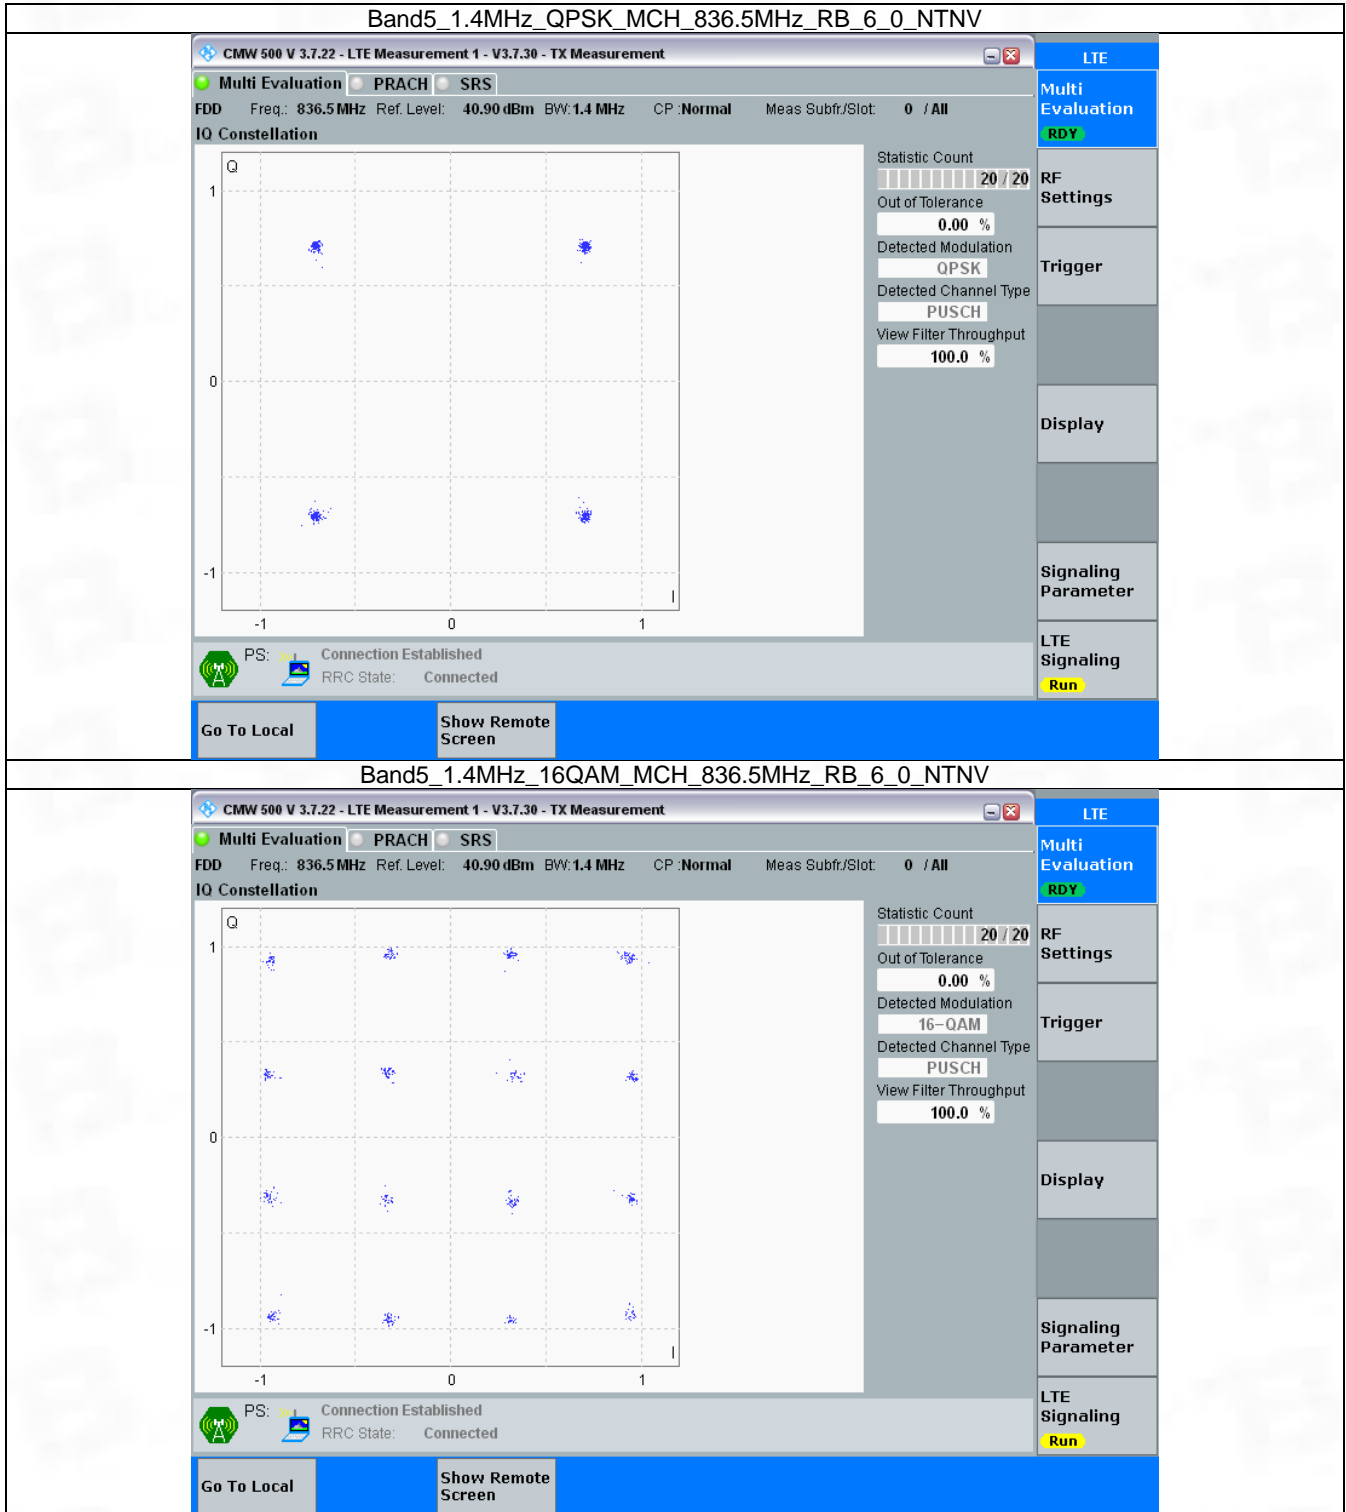 Band5_1.4MHz_QPSK_MCH_836.5MHz_RB_6_0_NTNV
CMW 500 V 3.7.22 - LTE Measurement 1 - V3.7.30 - TX Measurement
LTE
Multi Evaluation PRACH SRS
Multi
Evaluation
RDY
FDD Freq.: 836.5 MHz Ref. Level: 40.90 dBm BW: 1.4 MHz CP :Normal Meas Subfr./Slot: 0 / All
IQ Constellation
Q
1
0
-1
I
-1 0 1
Statistic Count
20 / 20
Out of Tolerance
0.00 %
Detected Modulation
QPSK
Detected Channel Type
PUSCH
View Filter Throughput
100.0 %
RF
Settings
Trigger
Display
Signaling
Parameter
LTE
Signaling
Run
PS: Connection Established
RRC State: Connected
Go To Local
Show Remote
Screen
Band5_1.4MHz_16QAM_MCH_836.5MHz_RB_6_0_NTNV
CMW 500 V 3.7.22 - LTE Measurement 1 - V3.7.30 - TX Measurement
LTE
Multi Evaluation PRACH SRS
Multi
Evaluation
RDY
FDD Freq.: 836.5 MHz Ref. Level: 40.90 dBm BW: 1.4 MHz CP :Normal Meas Subfr./Slot: 0 / All
IQ Constellation
Q
1
0
-1
I
-1 0 1
Statistic Count
20 / 20
Out of Tolerance
0.00 %
Detected Modulation
16-QAM
Detected Channel Type
PUSCH
View Filter Throughput
100.0 %
RF
Settings
Trigger
Display
Signaling
Parameter
LTE
Signaling
Run
PS: Connection Established
RRC State: Connected
Go To Local
Show Remote
Screen